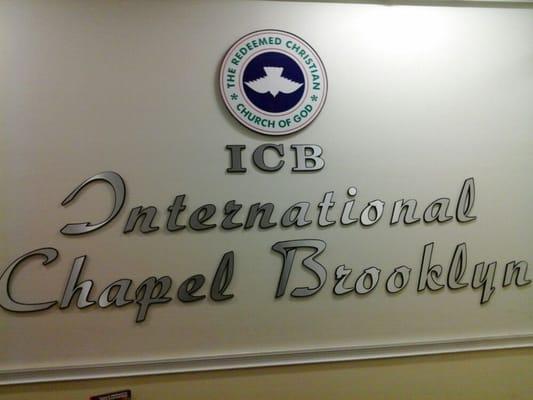 THE REDEEMED CHRISTIAN
CHURCH OF GOD
ICB
International
Chapel Brooklyn